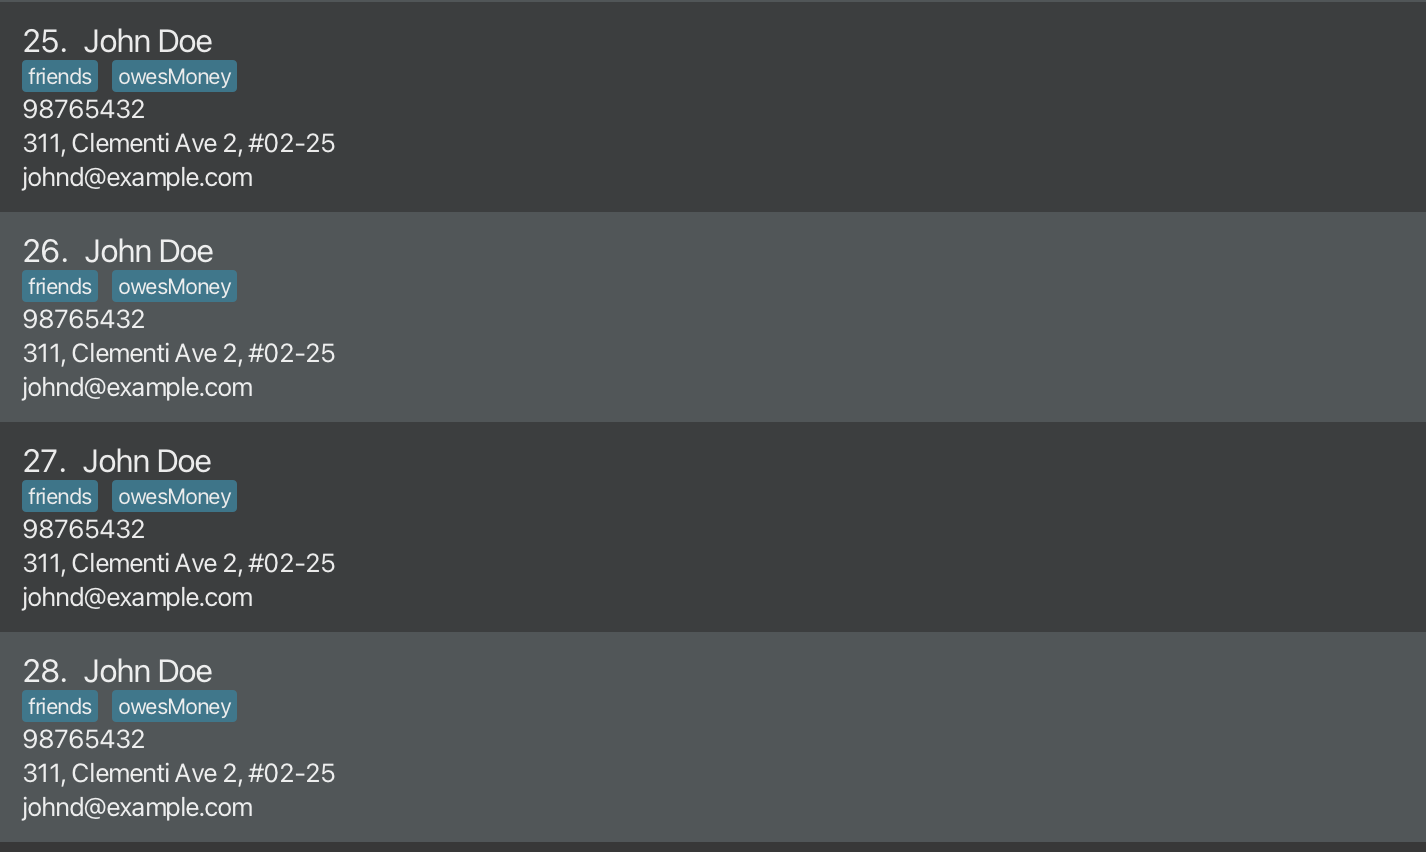 25. John Doe
friends owesMoney
98765432
311, Clementi Ave 2, #02-25
johnd@example.com
26. John Doe
friends owesMoney
98765432
311, Clementi Ave 2, #02-25
johnd@example.com
27. John Doe
friends owesMoney
98765432
311, Clementi Ave 2, #02-25
johnd@example.com
28. John Doe
friends owesMoney
98765432
311, Clementi Ave 2, #02-25
johnd@example.com